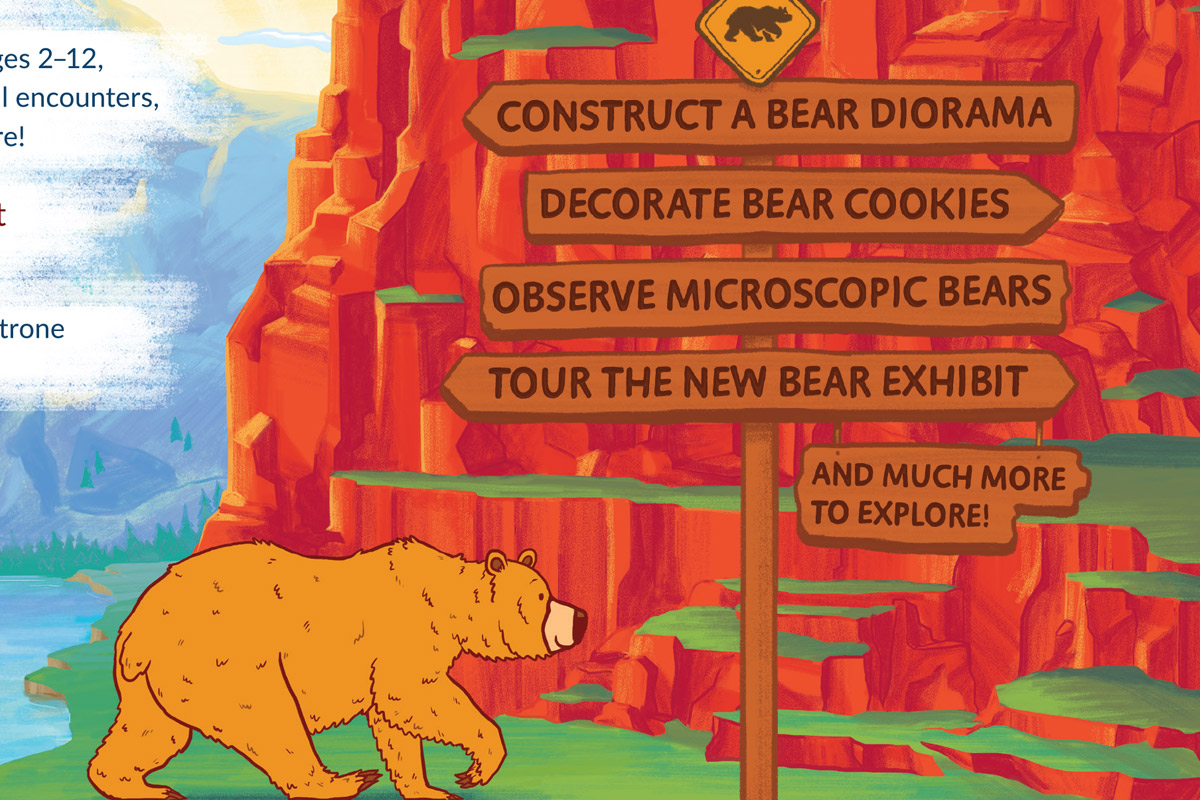 ges 2–12,
l encounters,
re!
t
trone
CONSTRUCT A BEAR DIORAMA
DECORATE BEAR COOKIES
OBSERVE MICROSCOPIC BEARS
TOUR THE NEW BEAR EXHIBIT
AND MUCH MORE
TO EXPLORE!